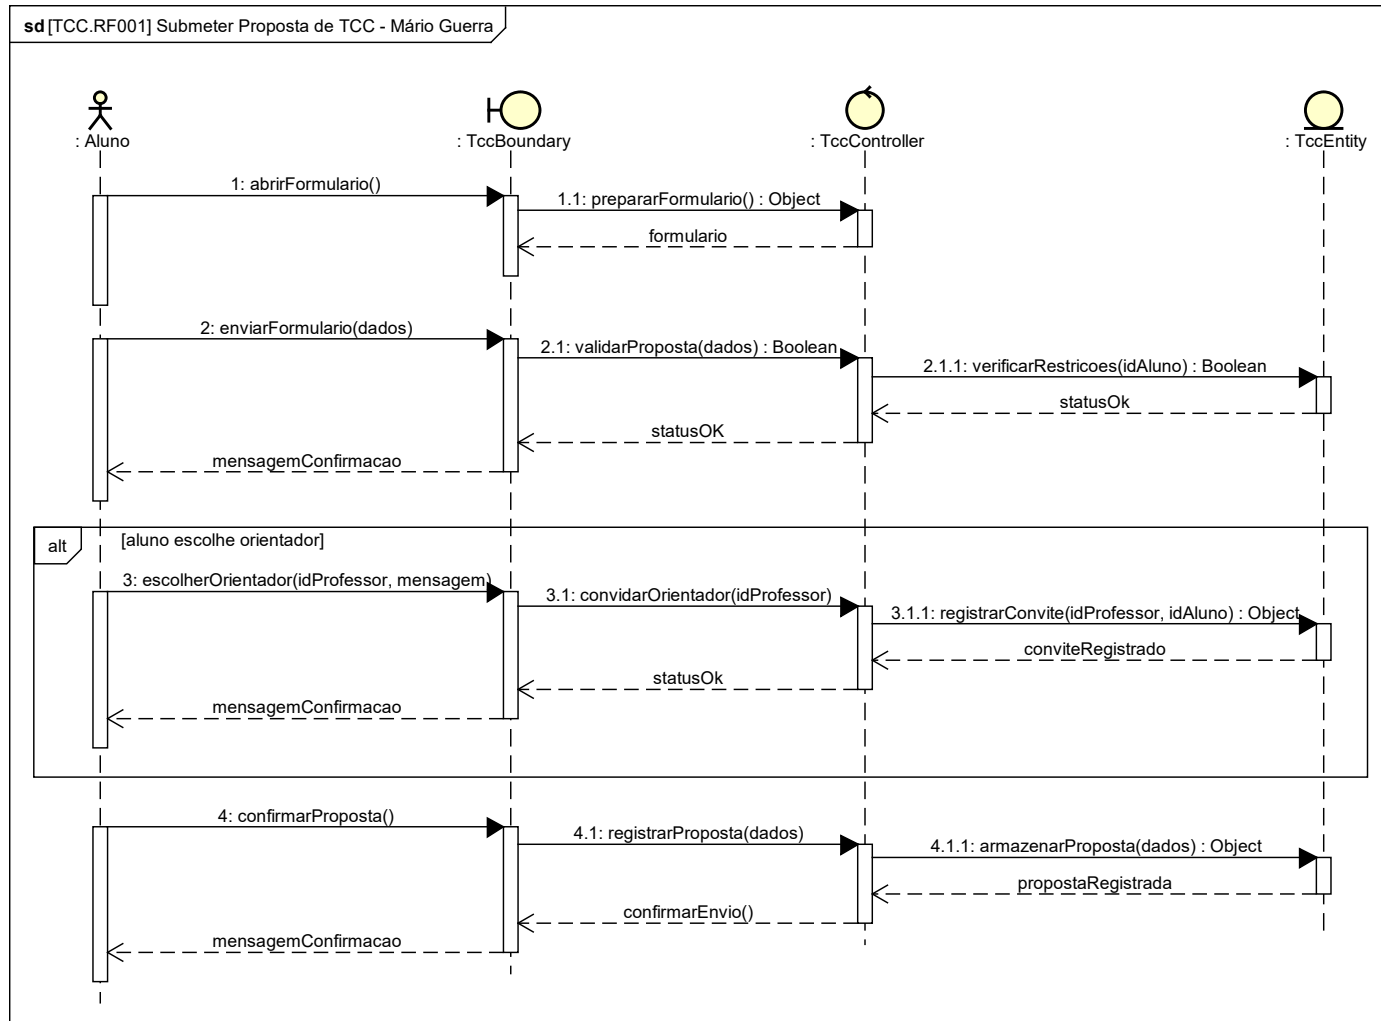 sd [TCC.RF001] Submeter Proposta de TCC - Mário Guerra
: Aluno
: TccBoundary
: TccController
: TccEntity
1: abrirFormulario()
1.1: prepararFormulario() : Object
formulario
2: enviarFormulario(dados)
2.1: validarProposta(dados) : Boolean
2.1.1: verificarRestricoes(idAluno) : Boolean
statusOk
statusOK
mensagemConfirmacao
alt
[aluno escolhe orientador]
3: escolherOrientador(idProfessor, mensagem)
3.1: convidarOrientador(idProfessor)
3.1.1: registrarConvite(idProfessor, idAluno) : Object
conviteRegistrado
statusOk
mensagemConfirmacao
4: confirmarProposta()
4.1: registrarProposta(dados)
4.1.1: armazenarProposta(dados) : Object
propostaRegistrada
confirmarEnvio()
mensagemConfirmacao